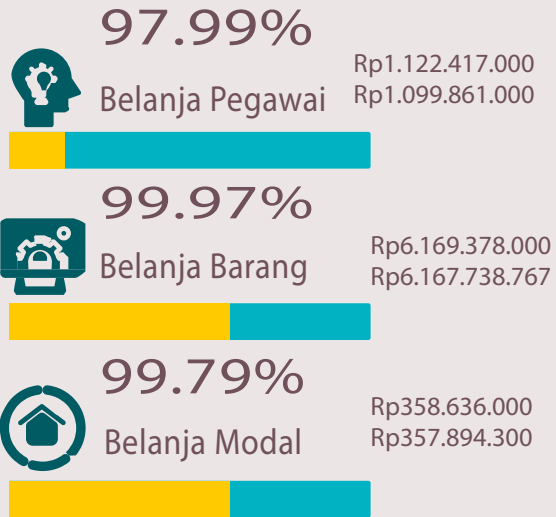 97.99%
Belanja Pegawai
Rp1.122.417.000
Rp1.099.861.000
99.97%
Belanja Barang
Rp6.169.378.000
Rp6.167.738.767
99.79%
Belanja Modal
Rp358.636.000
Rp357.894.300